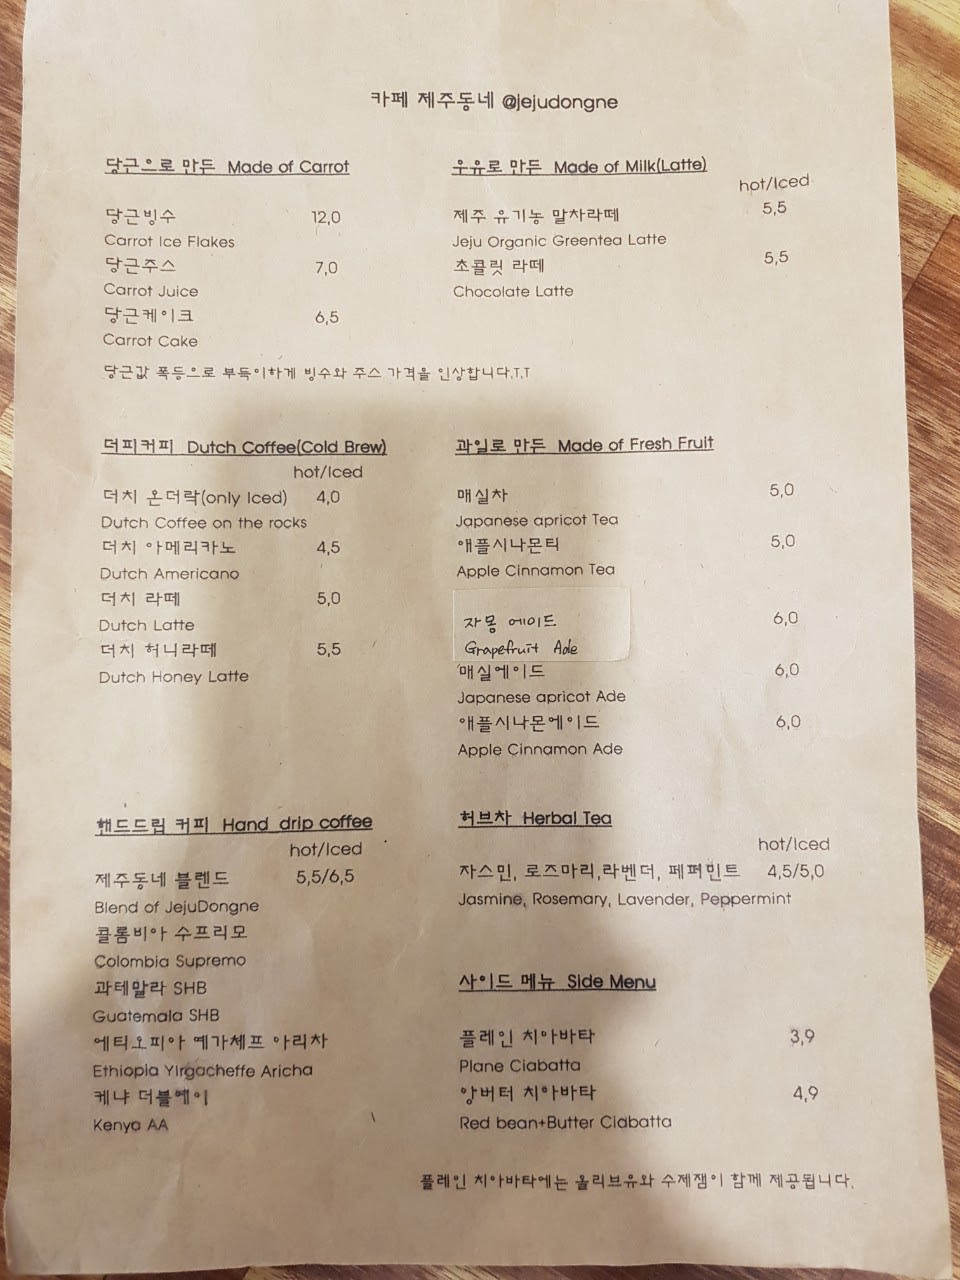 카페 제주동네 @jejudongne
당근으로 만든 Made of Carrot
당근빙수 12,0
Carrot Ice Flakes
당근주스 7,0
Carrot Juice
당근케이크 6,5
Carrot Cake
당근값 폭등으로 부득이하게 빙수와 주스 가격을 인상합니다.T.T
우유로 만든 Made of Milk(Latte)
hot/Iced
제주 유기농 말차라떼 5,5
Jeju Organic Greentea Latte
초콜릿 라떼 5,5
Chocolate Latte
더피커피 Dutch Coffee(Cold Brew)
hot/Iced
더치 온더락(only Iced) 4,0
Dutch Coffee on the rocks
더치 아메리카노 4,5
Dutch Americano
더치 라떼 5,0
Dutch Latte
더치 허니라떼 5,5
Dutch Honey Latte
과일로 만든 Made of Fresh Fruit
매실차 5,0
Japanese apricot Tea
애플시나몬티 5,0
Apple Cinnamon Tea
자몽 에이드 6,0
Grapefruit Ade
매실에이드 6,0
Japanese apricot Ade
애플시나몬에이드 6,0
Apple Cinnamon Ade
핸드드립 커피 Hand drip coffee
hot/Iced
제주동네 블렌드 5,5/6,5
Blend of JejuDongne
콜롬비아 수프리모
Colombia Supremo
과테말라 SHB
Guatemala SHB
에티오피아 예가체프 아리차
Ethiopia Yirgacheffe Aricha
케냐 더블에이
Kenya AA
허브차 Herbal Tea
hot/Iced
자스민, 로즈마리,라벤더, 페퍼민트 4,5/5,0
Jasmine, Rosemary, Lavender, Peppermint
사이드 메뉴 Side Menu
플레인 치아바타 3,9
Plane Ciabatta
앙버터 치아바타 4,9
Red bean+Butter Ciabatta
플레인 치아바타에는 올리브유와 수제잼이 함께 제공됩니다.